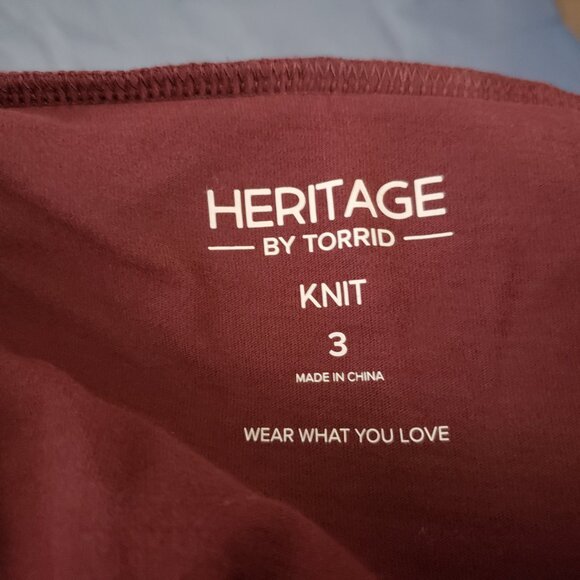 HERITAGE
BY TORRID
KNIT
3
MADE IN CHINA
WEAR WHAT YOU LOVE